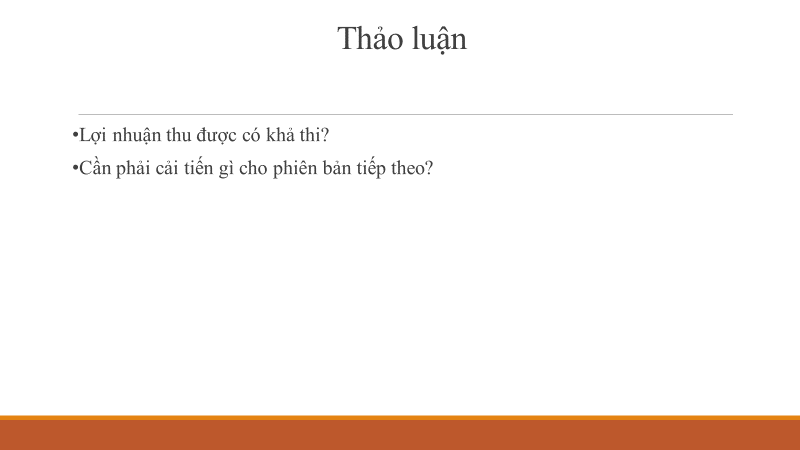 Thảo luận
•Lợi nhuận thu được có khả thi?
•Cần phải cải tiến gì cho phiên bản tiếp theo?